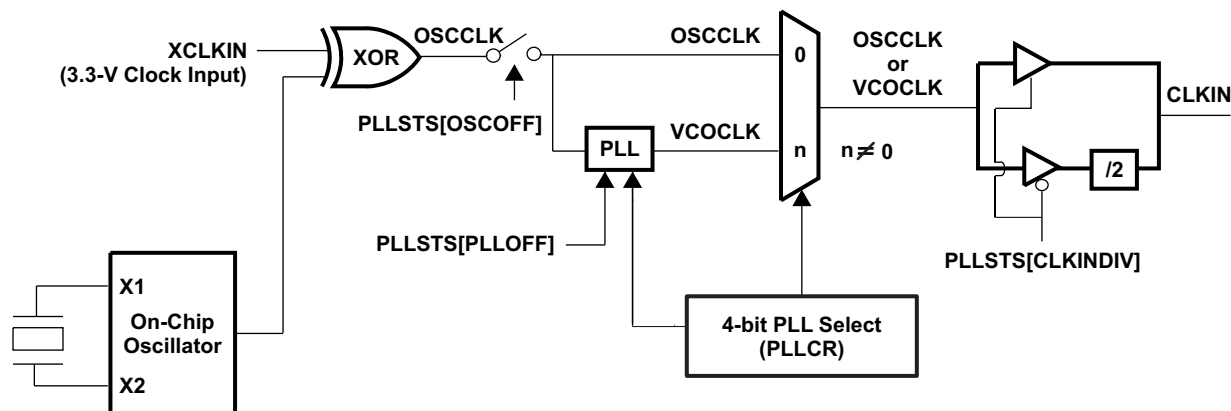 XCLKIN
(3.3-V Clock Input)
XOR
OSCCLK
PLLSTS[OSCOFF]
OSCCLK
0
OSCCLK
or
VCOCLK
CLKIN
PLL
VCOCLK
n
n ≠ 0
/2
PLLSTS[PLLOFF]
PLLSTS[CLKINDIV]
X1
On-Chip
Oscillator
X2
4-bit PLL Select
(PLLCR)